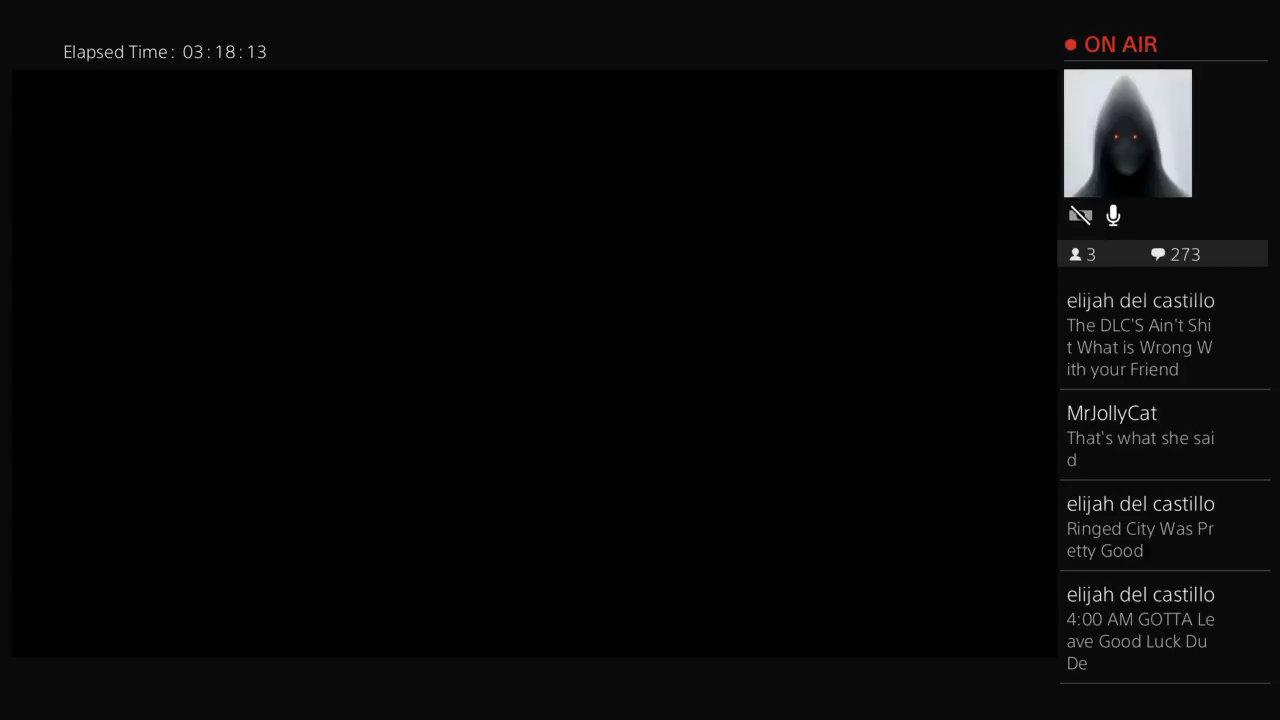 Elapsed Time: 03:18:13
ON AIR
3 273
elijah del castillo
The DLC'S Ain't Shi
t What is Wrong W
ith your Friend
MrJollyCat
That's what she sai
d
elijah del castillo
Ringed City Was Pr
etty Good
elijah del castillo
4:00 AM GOTTA Le
ave Good Luck Du
De